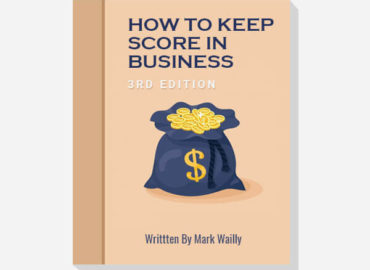 HOW TO KEEP
SCORE IN
BUSINESS
3RD EDITION
$
Writtten By Mark Wailly